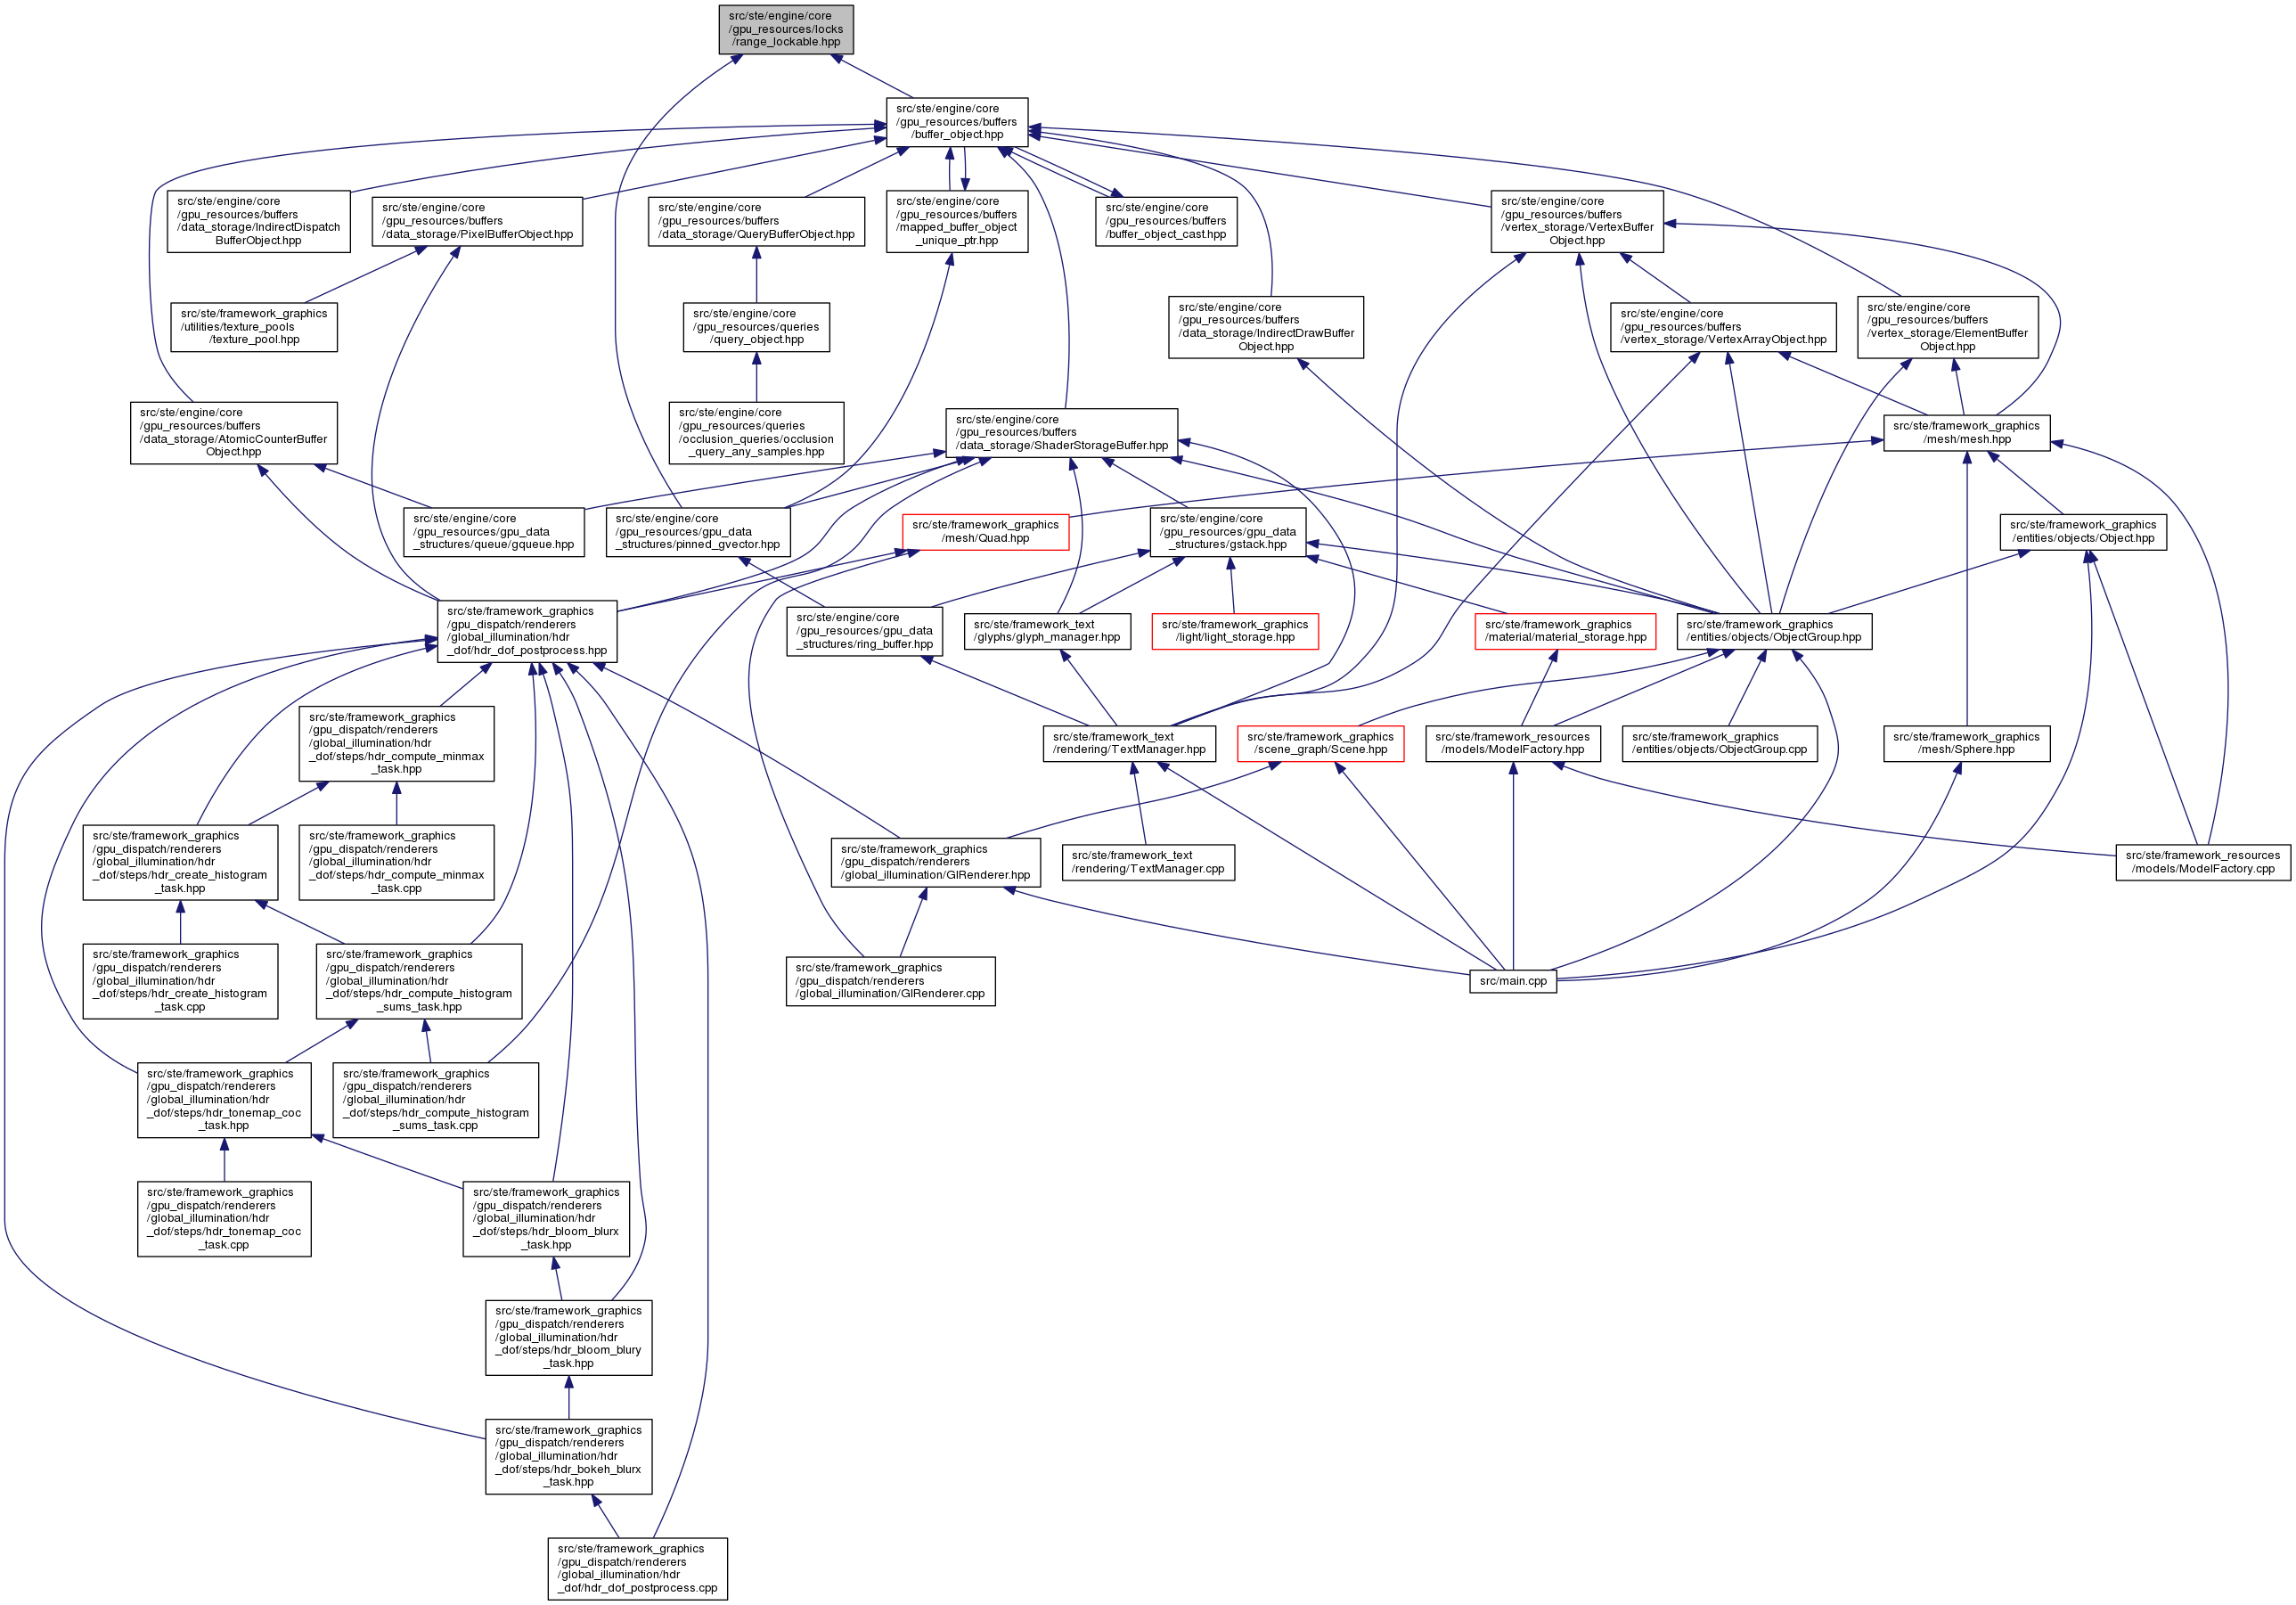 src/ste/engine/core
/gpu_resources/locks
/range_lockable.hpp
src/ste/engine/core
/gpu_resources/buffers
/buffer_object.hpp
src/ste/engine/core
/gpu_resources/buffers
/data_storage/IndirectDispatch
BufferObject.hpp
src/ste/engine/core
/gpu_resources/buffers
/data_storage/PixelBufferObject.hpp
src/ste/engine/core
/gpu_resources/buffers
/data_storage/QueryBufferObject.hpp
src/ste/engine/core
/gpu_resources/buffers
/mapped_buffer_object
_unique_ptr.hpp
src/ste/engine/core
/gpu_resources/buffers
/buffer_object_cast.hpp
src/ste/engine/core
/gpu_resources/buffers
/vertex_storage/VertexBuffer
Object.hpp
src/ste/framework_graphics
/utilities/texture_pools
/texture_pool.hpp
src/ste/engine/core
/gpu_resources/queries
/query_object.hpp
src/ste/engine/core
/gpu_resources/buffers
/data_storage/IndirectDrawBuffer
Object.hpp
src/ste/engine/core
/gpu_resources/buffers
/vertex_storage/VertexArrayObject.hpp
src/ste/engine/core
/gpu_resources/buffers
/vertex_storage/ElementBuffer
Object.hpp
src/ste/engine/core
/gpu_resources/buffers
/data_storage/AtomicCounterBuffer
Object.hpp
src/ste/engine/core
/gpu_resources/queries
/occlusion_queries/occlusion
_query_any_samples.hpp
src/ste/engine/core
/gpu_resources/buffers
/data_storage/ShaderStorageBuffer.hpp
src/ste/framework_graphics
/mesh/mesh.hpp
src/ste/engine/core
/gpu_resources/gpu_data
_structures/queue/gqueue.hpp
src/ste/engine/core
/gpu_resources/gpu_data
_structures/pinned_gvector.hpp
src/ste/framework_graphics
/mesh/Quad.hpp
src/ste/engine/core
/gpu_resources/gpu_data
_structures/gstack.hpp
src/ste/framework_graphics
/entities/objects/Object.hpp
src/ste/framework_graphics
/gpu_dispatch/renderers
/global_illumination/hdr
_dof/hdr_dof_postprocess.hpp
src/ste/engine/core
/gpu_resources/gpu_data
_structures/ring_buffer.hpp
src/ste/framework_text
/glyphs/glyph_manager.hpp
src/ste/framework_graphics
/light/light_storage.hpp
src/ste/framework_graphics
/material/material_storage.hpp
src/ste/framework_graphics
/entities/objects/ObjectGroup.hpp
src/ste/framework_graphics
/gpu_dispatch/renderers
/global_illumination/hdr
_dof/steps/hdr_compute_minmax
_task.hpp
src/ste/framework_text
/rendering/TextManager.hpp
src/ste/framework_graphics
/scene_graph/Scene.hpp
src/ste/framework_resources
/models/ModelFactory.hpp
src/ste/framework_graphics
/entities/objects/ObjectGroup.cpp
src/ste/framework_graphics
/mesh/Sphere.hpp
src/ste/framework_graphics
/gpu_dispatch/renderers
/global_illumination/hdr
_dof/steps/hdr_create_histogram
_task.hpp
src/ste/framework_graphics
/gpu_dispatch/renderers
/global_illumination/hdr
_dof/steps/hdr_compute_minmax
_task.cpp
src/ste/framework_graphics
/gpu_dispatch/renderers
/global_illumination/GIRenderer.hpp
src/ste/framework_text
/rendering/TextManager.cpp
src/ste/framework_resources
/models/ModelFactory.cpp
src/ste/framework_graphics
/gpu_dispatch/renderers
/global_illumination/hdr
_dof/steps/hdr_create_histogram
_task.cpp
src/ste/framework_graphics
/gpu_dispatch/renderers
/global_illumination/hdr
_dof/steps/hdr_compute_histogram
_sums_task.hpp
src/ste/framework_graphics
/gpu_dispatch/renderers
/global_illumination/GIRenderer.cpp
src/main.cpp
src/ste/framework_graphics
/gpu_dispatch/renderers
/global_illumination/hdr
_dof/steps/hdr_tonemap_coc
_task.hpp
src/ste/framework_graphics
/gpu_dispatch/renderers
/global_illumination/hdr
_dof/steps/hdr_compute_histogram
_sums_task.cpp
src/ste/framework_graphics
/gpu_dispatch/renderers
/global_illumination/hdr
_dof/steps/hdr_tonemap_coc
_task.cpp
src/ste/framework_graphics
/gpu_dispatch/renderers
/global_illumination/hdr
_dof/steps/hdr_bloom_blurx
_task.hpp
src/ste/framework_graphics
/gpu_dispatch/renderers
/global_illumination/hdr
_dof/steps/hdr_bloom_blury
_task.hpp
src/ste/framework_graphics
/gpu_dispatch/renderers
/global_illumination/hdr
_dof/steps/hdr_bokeh_blurx
_task.hpp
src/ste/framework_graphics
/gpu_dispatch/renderers
/global_illumination/hdr
_dof/hdr_dof_postprocess.cpp